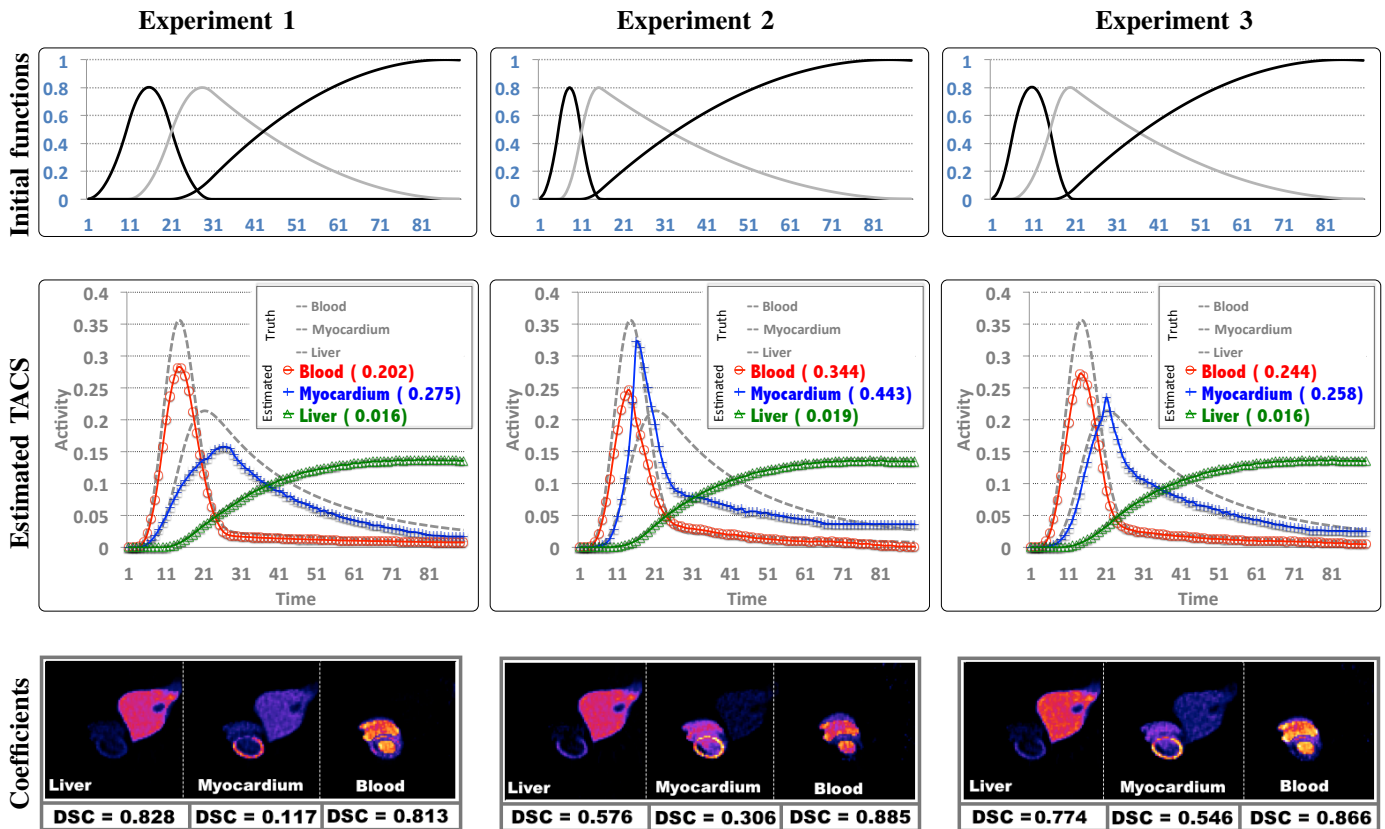 Experiment 1
Experiment 2
Experiment 3
Initial functions
1
0.8
0.6
0.4
0.2
0
1 11 21 31 41 51 61 71 81
1
0.8
0.6
0.4
0.2
0
1 11 21 31 41 51 61 71 81
1
0.8
0.6
0.4
0.2
0
1 11 21 31 41 51 61 71 81
Estimated TACS
0.4
0.35
0.3
0.25
0.2
0.15
0.1
0.05
0
Activity
Truth
Blood
Myocardium
Liver
Estimated
Blood ( 0.202)
Myocardium ( 0.275)
Liver ( 0.016)
1 11 21 31 41 51 61 71 81
Time
0.4
0.35
0.3
0.25
0.2
0.15
0.1
0.05
0
Activity
Truth
Blood
Myocardium
Liver
Estimated
Blood ( 0.344)
Myocardium ( 0.443)
Liver ( 0.019)
1 11 21 31 41 51 61 71 81
Time
0.4
0.35
0.3
0.25
0.2
0.15
0.1
0.05
0
Activity
Truth
Blood
Myocardium
Liver
Estimated
Blood ( 0.244)
Myocardium ( 0.258)
Liver ( 0.016)
1 11 21 31 41 51 61 71 81
Time
Coefficients
Liver Myocardium Blood
DSC = 0.828 DSC = 0.117 DSC = 0.813
Liver Myocardium Blood
DSC = 0.576 DSC = 0.306 DSC = 0.885
Liver Myocardium Blood
DSC =0.774 DSC = 0.546 DSC = 0.866